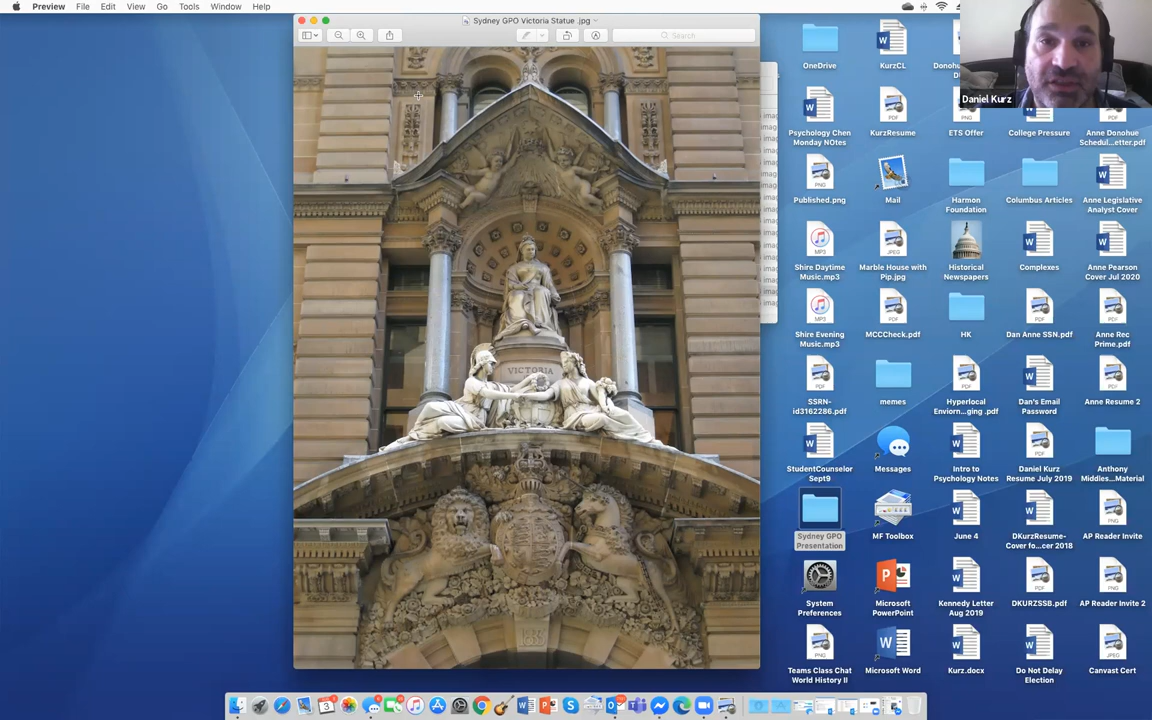 Preview File Edit View Go Tools Window Help
Sydney GPO Victoria Statue .jpg
Search
VICTORIA
Daniel Kurz
OneDrive
KurzCL
Psychology Chen
Monday NOtes
KurzResume
ETS Offer
College Pressure
Anne Donohue
Schedul...etter.pdf
Published.png
Mail
Harmon
Foundation
Columbus Articles
Anne Legislative
Analyst Cover
Shire Daytime
Music.mp3
Marble House with
Pip.jpg
Historical
Newspapers
Complexes
Anne Pearson
Cover Jul 2020
Shire Evening
Music.mp3
MCCCheck.pdf
HK
Dan Anne SSN.pdf
Anne Rec
Prime.pdf
SSRN-
id3162286.pdf
memes
Hyperlocal
Enviorn...ging .pdf
Dan's Email
Password
Anne Resume 2
StudentCounselor
Sept9
Messages
Intro to
Psychology Notes
Daniel Kurz
Resume July 2019
Anthony
Middles...Material
Sydney GPO
Presentation
MF Toolbox
June 4
DKurzResume-
Cover fo...cer 2018
AP Reader Invite
System
Preferences
Microsoft
PowerPoint
Kennedy Letter
Aug 2019
DKURZSSB.pdf
AP Reader Invite 2
Teams Class Chat
World History II
Microsoft Word
Kurz.docx
Do Not Delay
Election
Canvast Cert